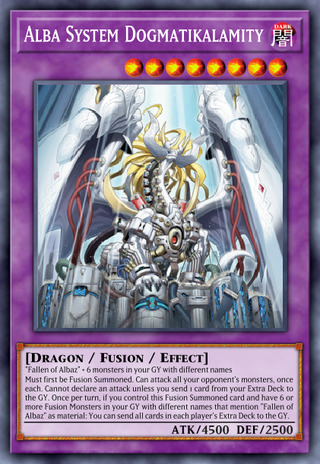 Alba System Dogmatikalamity
DARK
闇
[Dragon / Fusion / Effect]
"Fallen of Albaz" + 6 monsters in your GY with different names
Must first be Fusion Summoned. Can attack all your opponent's monsters, once
each. Cannot declare an attack unless you send 1 card from your Extra Deck to
the GY. Once per turn, if you control this Fusion Summoned card and have 6 or
more Fusion Monsters in your GY with different names that mention "Fallen of
Albaz" as material: You can send all cards in each player's Extra Deck to the GY.
ATK/4500 DEF/2500